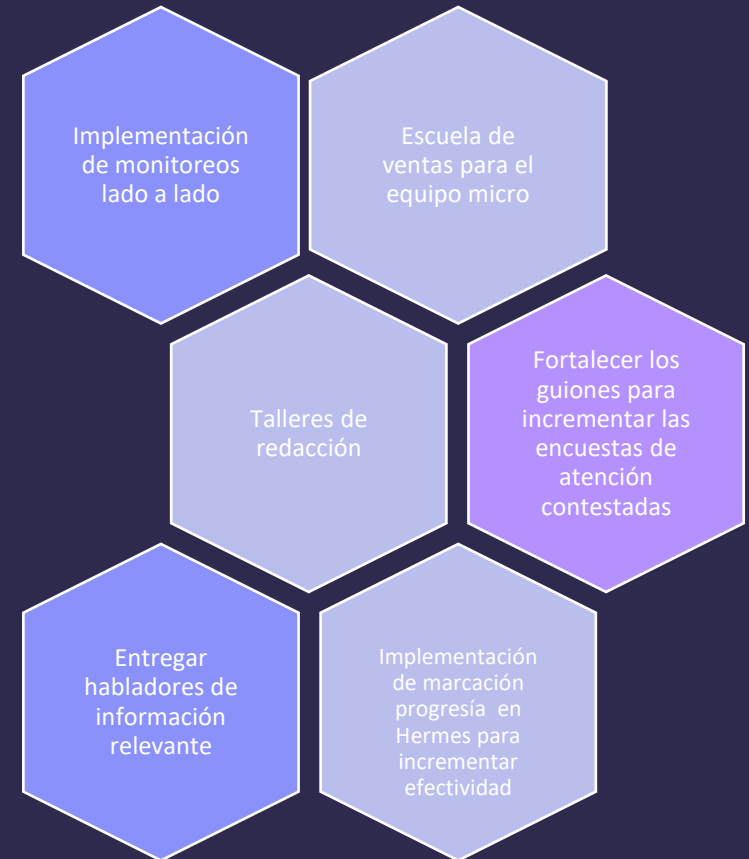 Implementación
de monitoreos
lado a lado
Escuela de
ventas para el
equipo micro
Talleres de
redacción
Fortalecer los
guiones para
incrementar las
encuestas de
atención
contestadas
Entregar
habladores de
información
relevante
Implementación
de marcación
progresía  en
Hermes para
incrementar
efectividad